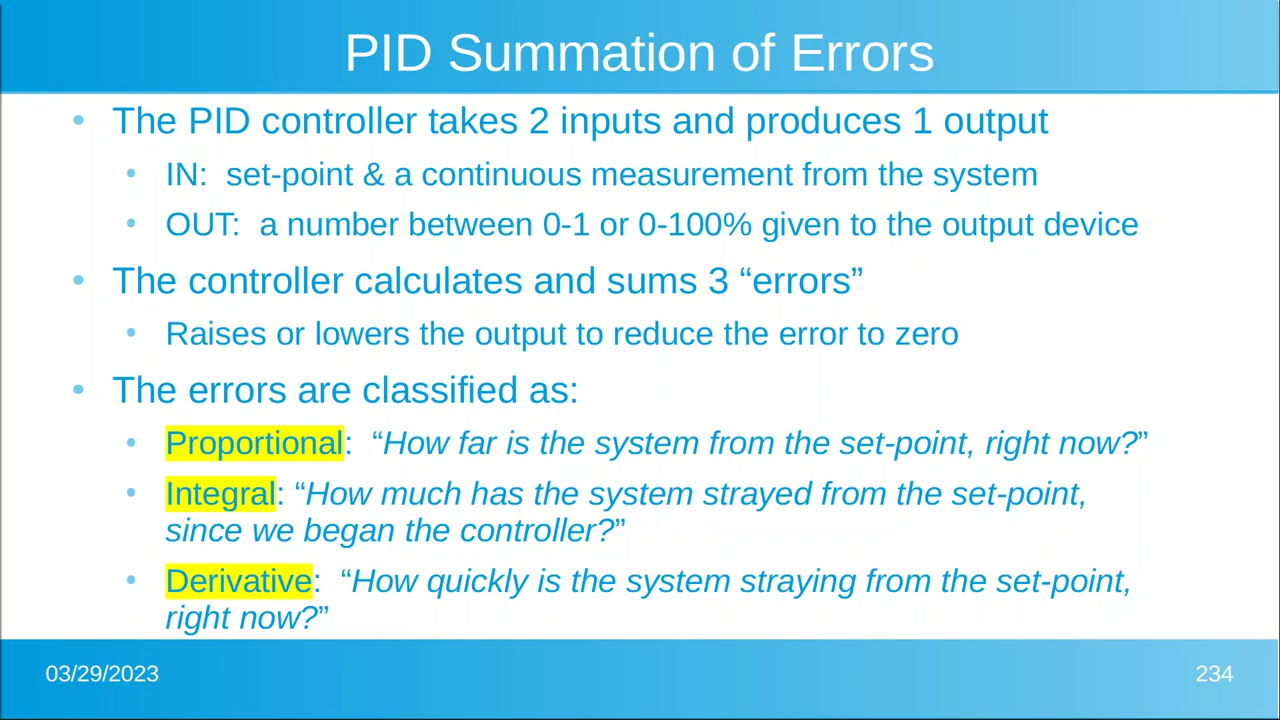 PID Summation of Errors
• The PID controller takes 2 inputs and produces 1 output
• IN:  set-point & a continuous measurement from the system
• OUT:  a number between 0-1 or 0-100% given to the output device
• The controller calculates and sums 3 “errors”
• Raises or lowers the output to reduce the error to zero
• The errors are classified as:
• Proportional:  “How far is the system from the set-point, right now?”
• Integral: “How much has the system strayed from the set-point,
since we began the controller?”
• Derivative:  “How quickly is the system straying from the set-point,
right now?”
03/29/2023
234